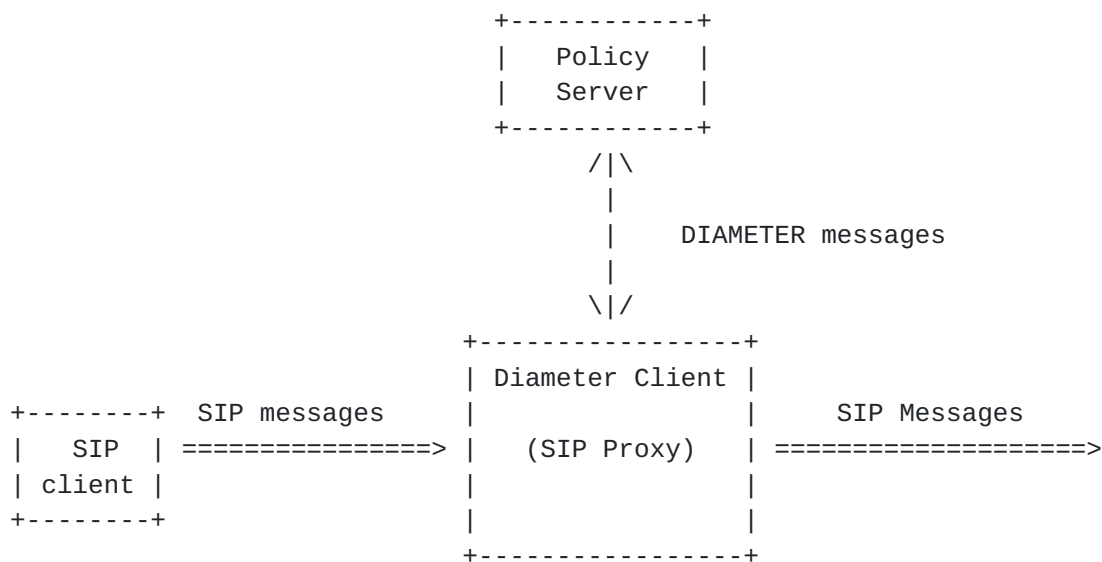 Policy
Server
DIAMETER messages
Diameter Client
SIP messages
SIP Messages
SIP
(SIP Proxy)
client